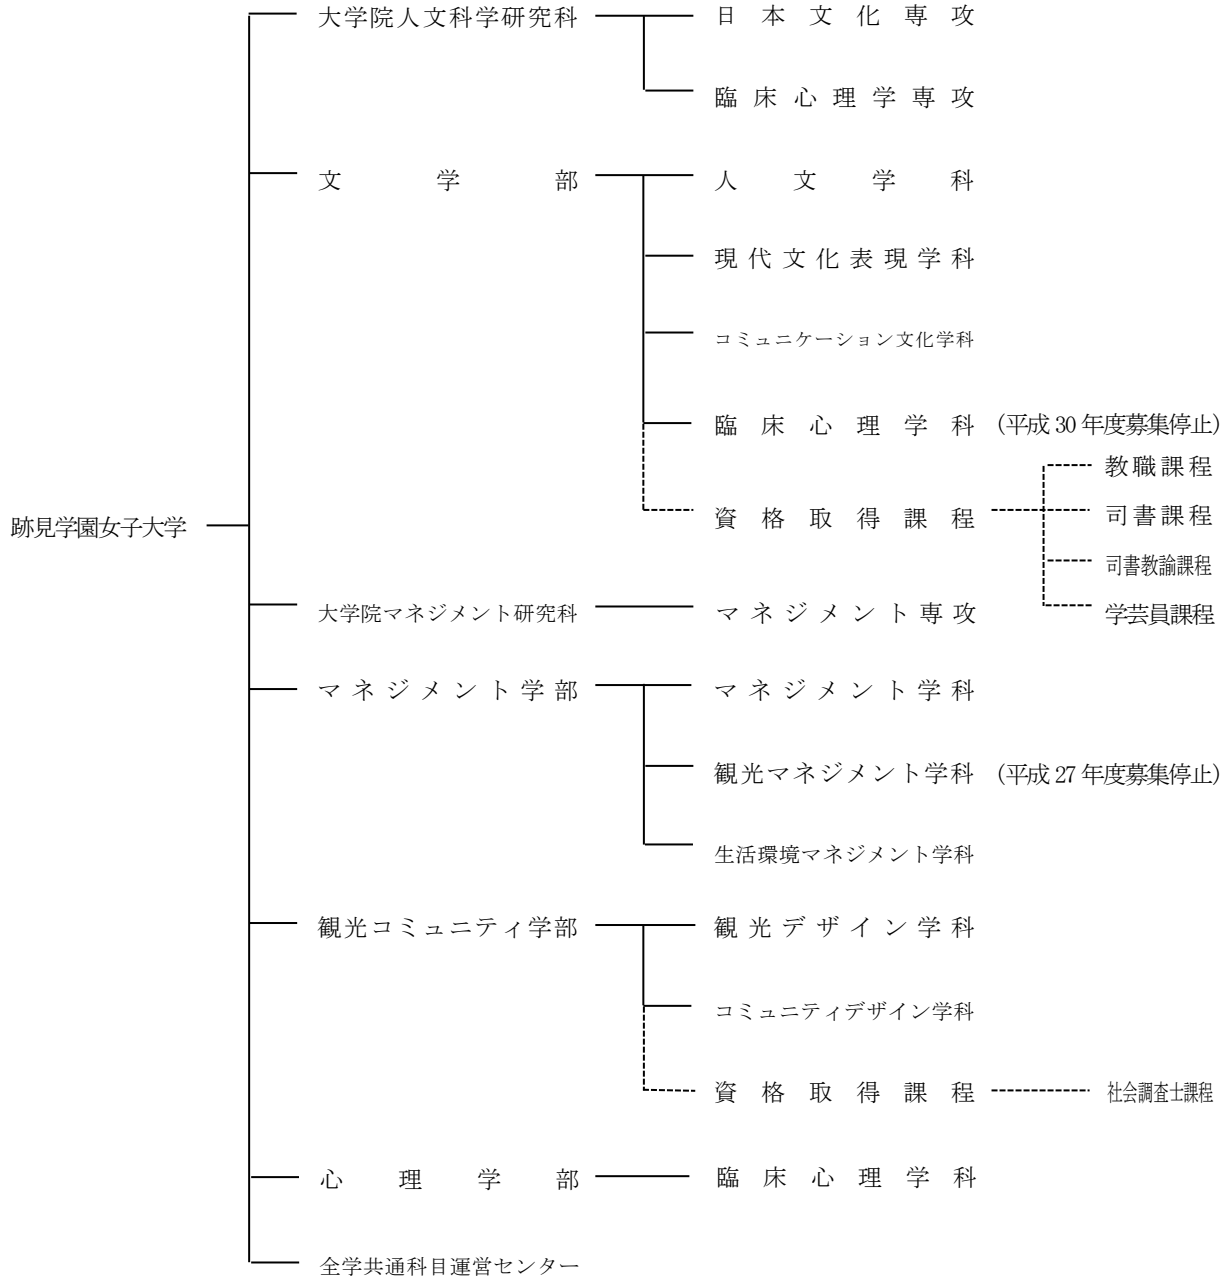 大学院人文科学研究科 日本文化専攻
臨床心理学専攻
文学部 人文学科
現代文化表現学科
コミュニケーション文化学科
臨床心理学科 (平成 30 年度募集停止)
教職課程
跡見学園女子大学 資格取得課程 司書課程
司書教諭課程
学芸員課程
大学院マネジメント研究科 マネジメント専攻
マネジメント学部 マネジメント学科
観光マネジメント学科 (平成 27 年度募集停止)
生活環境マネジメント学科
観光コミュニティ学部 観光デザイン学科
コミュニティデザイン学科
資格取得課程 社会調査士課程
心理学部 臨床心理学科
全学共通科目運営センター